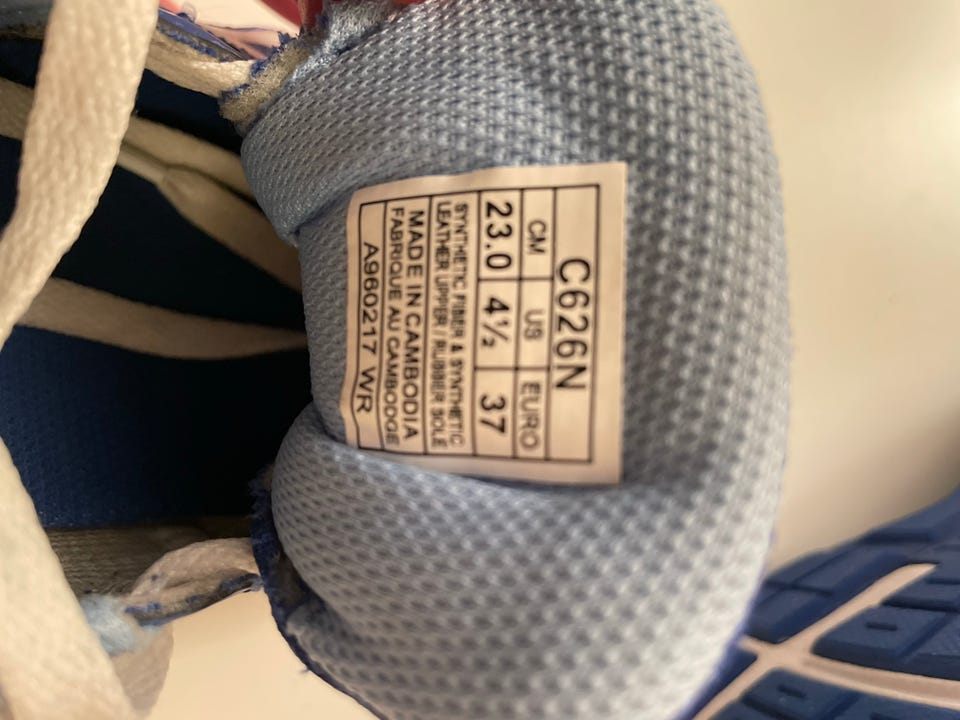 C626N
CM US EURO
23.0 4½ 37
SYNTHETIC FIBER & SYNTHETIC
LEATHER UPPER / RUBBER SOLE
MADE IN CAMBODIA
FABRIQUE AU CAMBODGE
A960217 WR